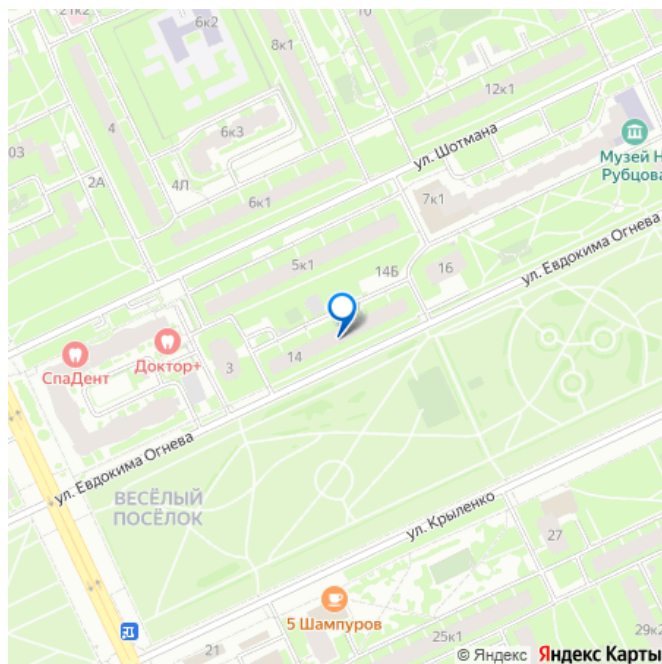 21к2
6к2
10
8к1
4
12к1
6к3
03
2А
4Л
ул. Шотмана
Музей Н
Рубцова
6к1
7к1
5к1
14Б
16
ул. Евдокима Огнева
СпаДент
Доктор+
3
14
ул. Евдокима Огнева
ВЕСЁЛЫЙ
ПОСЁЛОК
ул. Крыленко
27
5 Шампуров
21
25к1
29к2
© Яндекс Яндекс Карты